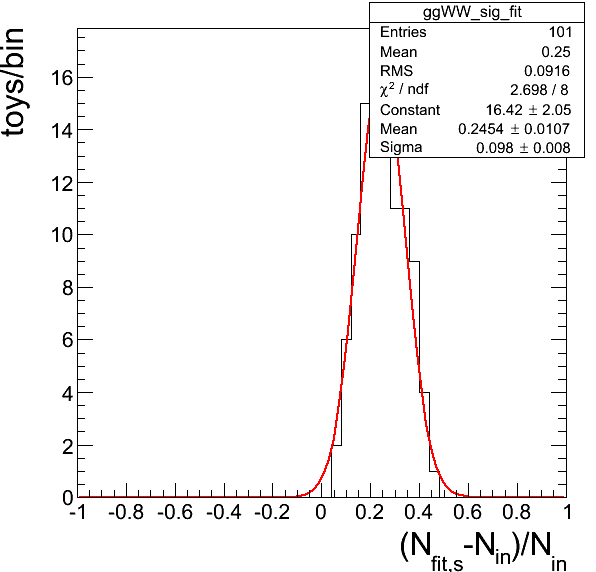 ggWW_sig_fit
Entries 101
Mean 0.25
RMS 0.0916
χ² / ndf 2.698 / 8
Constant 16.42 ± 2.05
Mean 0.2454 ± 0.0107
Sigma 0.098 ± 0.008
toys/bin
16
14
12
10
8
6
4
2
0
-1 -0.8 -0.6 -0.4 -0.2 0 0.2 0.4 0.6 0.8 1
(N_fit,s-N_in)/N_in